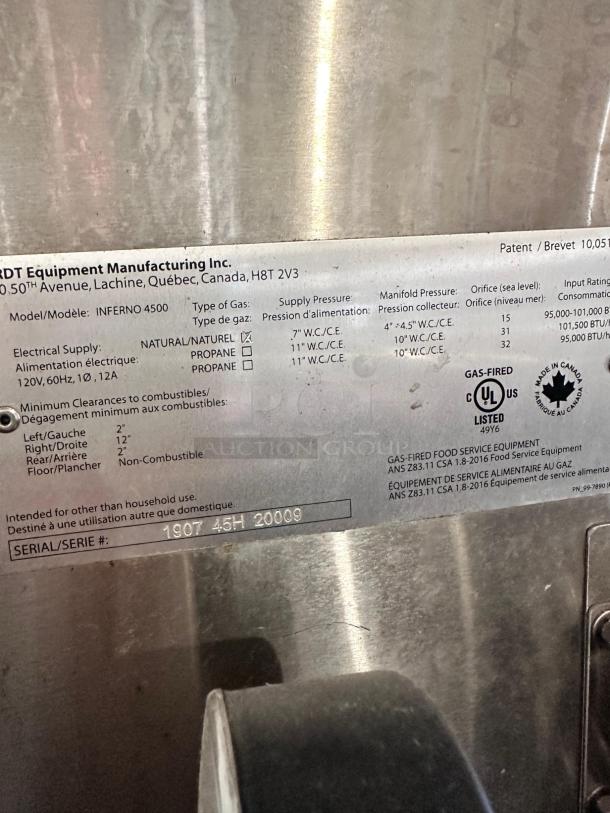 RDT Equipment Manufacturing Inc.
Patent / Brevet 10,051
0.50TH Avenue, Lachine, Québec, Canada, H8T 2V3
Model/Modèle: INFERNO 4500
Type of Gas: Supply Pressure: Manifold Pressure: Orifice (sea level): Input Rating
Type de gaz: Pression d'alimentation: Pression collecteur: Orifice (niveau mer): Consommatio
NATURAL/NATUREL ☒ 7" W.C./C.E. 4" -4.5" W.C./C.E. 15 95,000-101,000 B
PROPANE ☐ 11" W.C./C.E. 10" W.C./C.E. 31 101,500 BTU/
PROPANE ☐ 11" W.C./C.E. 10" W.C./C.E. 32 95,000 BTU/h
Electrical Supply:
Alimentation électrique:
120V, 60Hz, 1Ø, 12A
Minimum Clearances to combustibles/
Dégagement minimum aux combustibles:
Left/Gauche 2"
Right/Droite 12"
Rear/Arrière 2"
Floor/Plancher Non-Combustible
GAS-FIRED
C UL US
LISTED
49Y6
MADE IN CANADA
FABRIQUÉ AU CANADA
AUCTION GROUP
GAS-FIRED FOOD SERVICE EQUIPMENT
ANS Z83.11 CSA 1.8-2016 Food Service Equipment
ÉQUIPEMENT DE SERVICE ALIMENTAIRE AU GAZ
ANS Z83.11 CSA 1.8-2016 Équipement de service alimenta
PN_99-7890
Intended for other than household use.
Destiné à une utilisation autre que domestique.
SERIAL/SERIE #: 1907 45H 20009